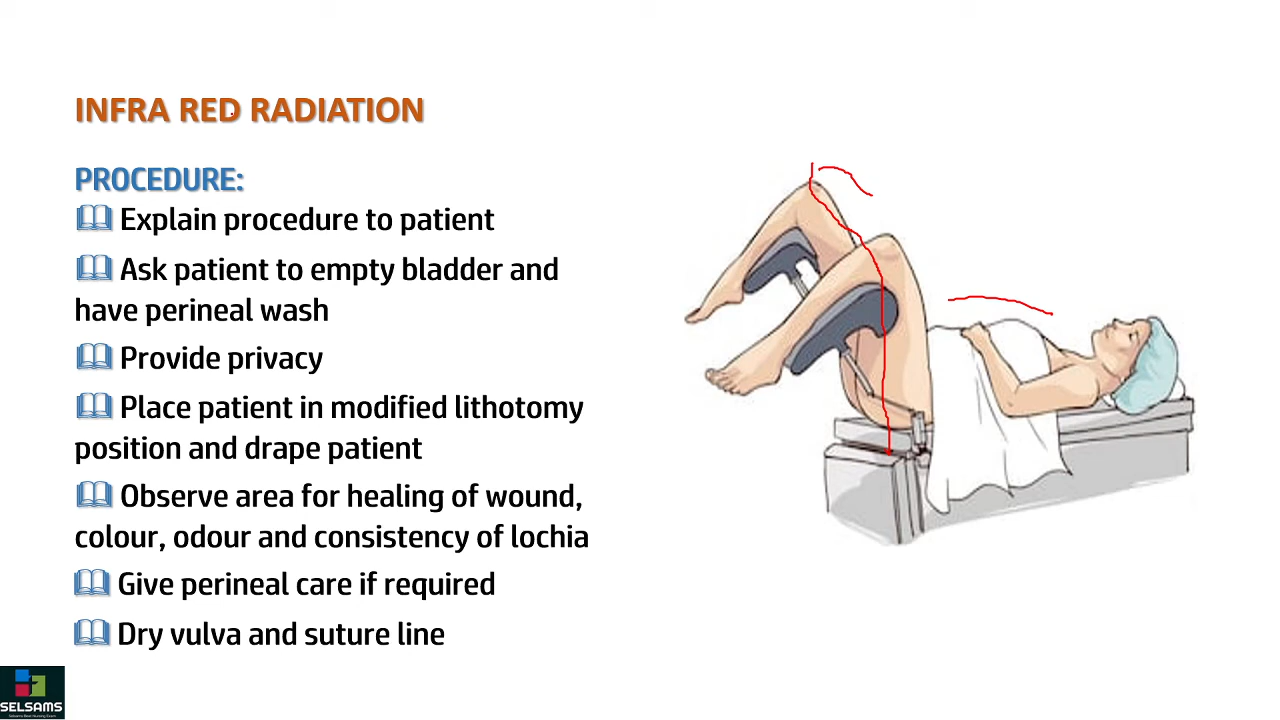 INFRA RED RADIATION
PROCEDURE:
Explain procedure to patient
Ask patient to empty bladder and
have perineal wash
Provide privacy
Place patient in modified lithotomy
position and drape patient
Observe area for healing of wound,
colour, odour and consistency of lochia
Give perineal care if required
Dry vulva and suture line
SELSAMS